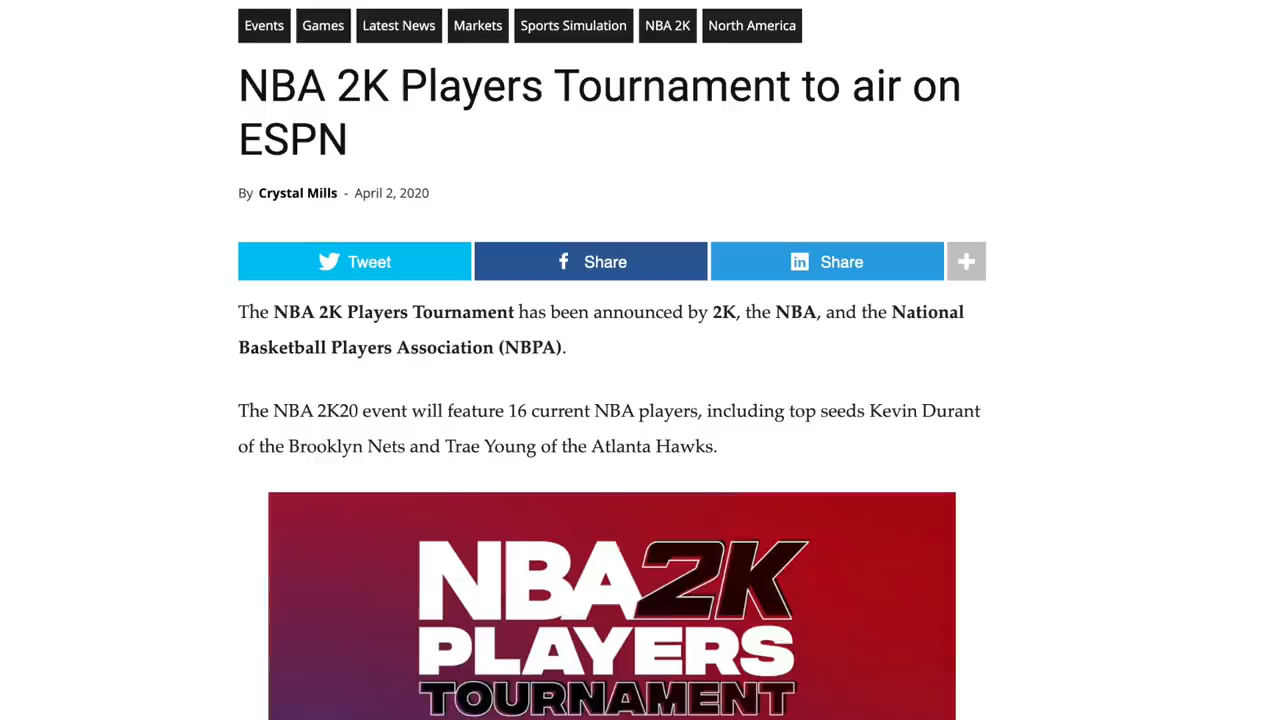 Events Games Latest News Markets Sports Simulation NBA 2K North America
NBA 2K Players Tournament to air on
ESPN
By Crystal Mills - April 2, 2020
Tweet Share Share
The NBA 2K Players Tournament has been announced by 2K, the NBA, and the National
Basketball Players Association (NBPA).
The NBA 2K20 event will feature 16 current NBA players, including top seeds Kevin Durant
of the Brooklyn Nets and Trae Young of the Atlanta Hawks.
NBA 2K
PLAYERS
TOURNAMENT